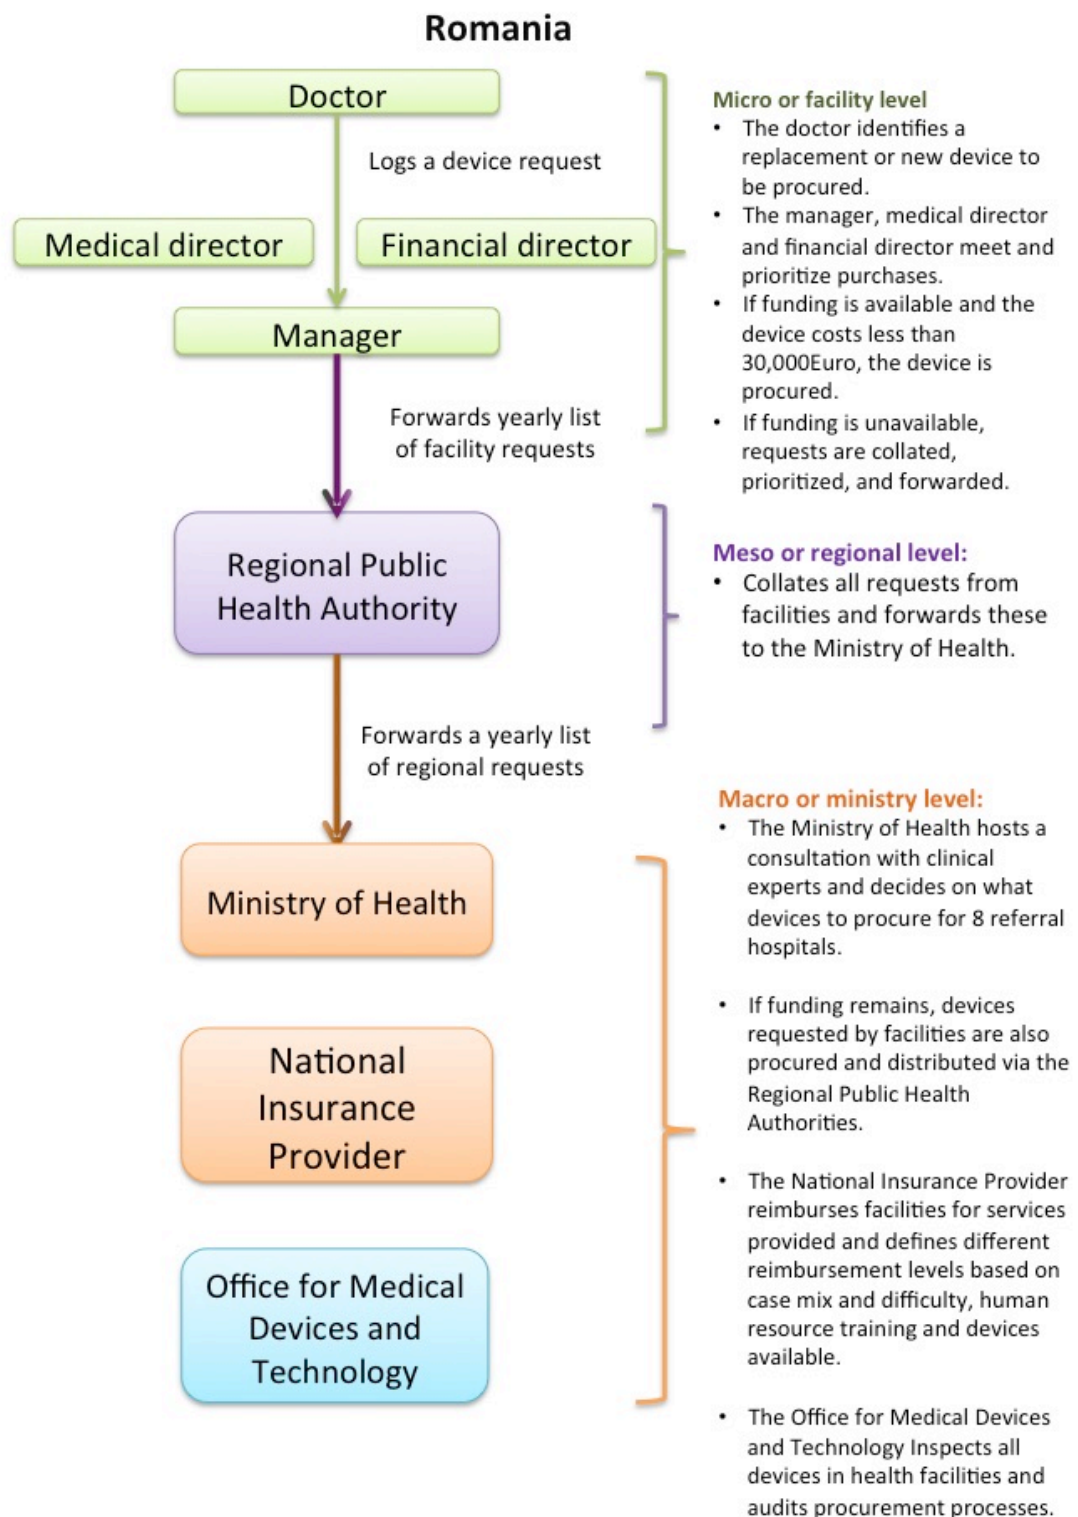 Romania
Doctor
Logs a device request
Medical director
Financial director
Manager
Forwards yearly list
of facility requests
Micro or facility level
• The doctor identifies a
replacement or new device to
be procured.
• The manager, medical director
and financial director meet and
prioritize purchases.
• If funding is available and the
device costs less than
30,000Euro, the device is
procured.
• If funding is unavailable,
requests are collated,
prioritized, and forwarded.
Regional Public
Health Authority
Forwards a yearly list
of regional requests
Meso or regional level:
• Collates all requests from
facilities and forwards these
to the Ministry of Health.
Ministry of Health
National
Insurance
Provider
Office for Medical
Devices and
Technology
Macro or ministry level:
• The Ministry of Health hosts a
consultation with clinical
experts and decides on what
devices to procure for 8 referral
hospitals.
• If funding remains, devices
requested by facilities are also
procured and distributed via the
Regional Public Health
Authorities.
• The National Insurance Provider
reimburses facilities for services
provided and defines different
reimbursement levels based on
case mix and difficulty, human
resource training and devices
available.
• The Office for Medical Devices
and Technology Inspects all
devices in health facilities and
audits procurement processes.